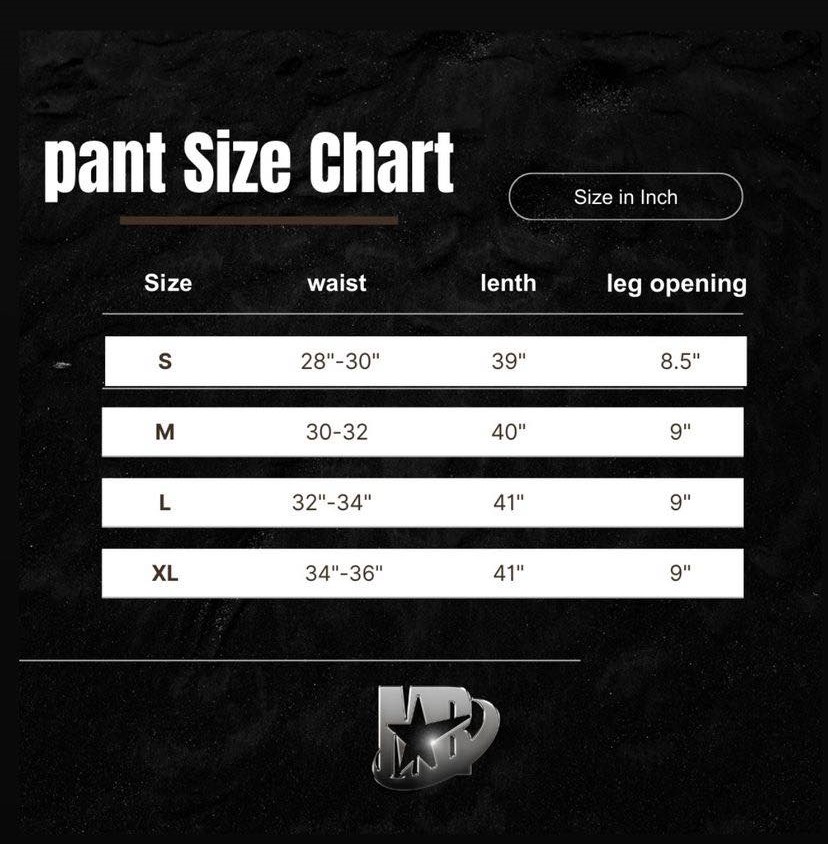 pant Size Chart
Size in Inch
Size waist lenth leg opening
S 28"-30" 39" 8.5"
M 30-32 40" 9"
L 32"-34" 41" 9"
XL 34"-36" 41" 9"